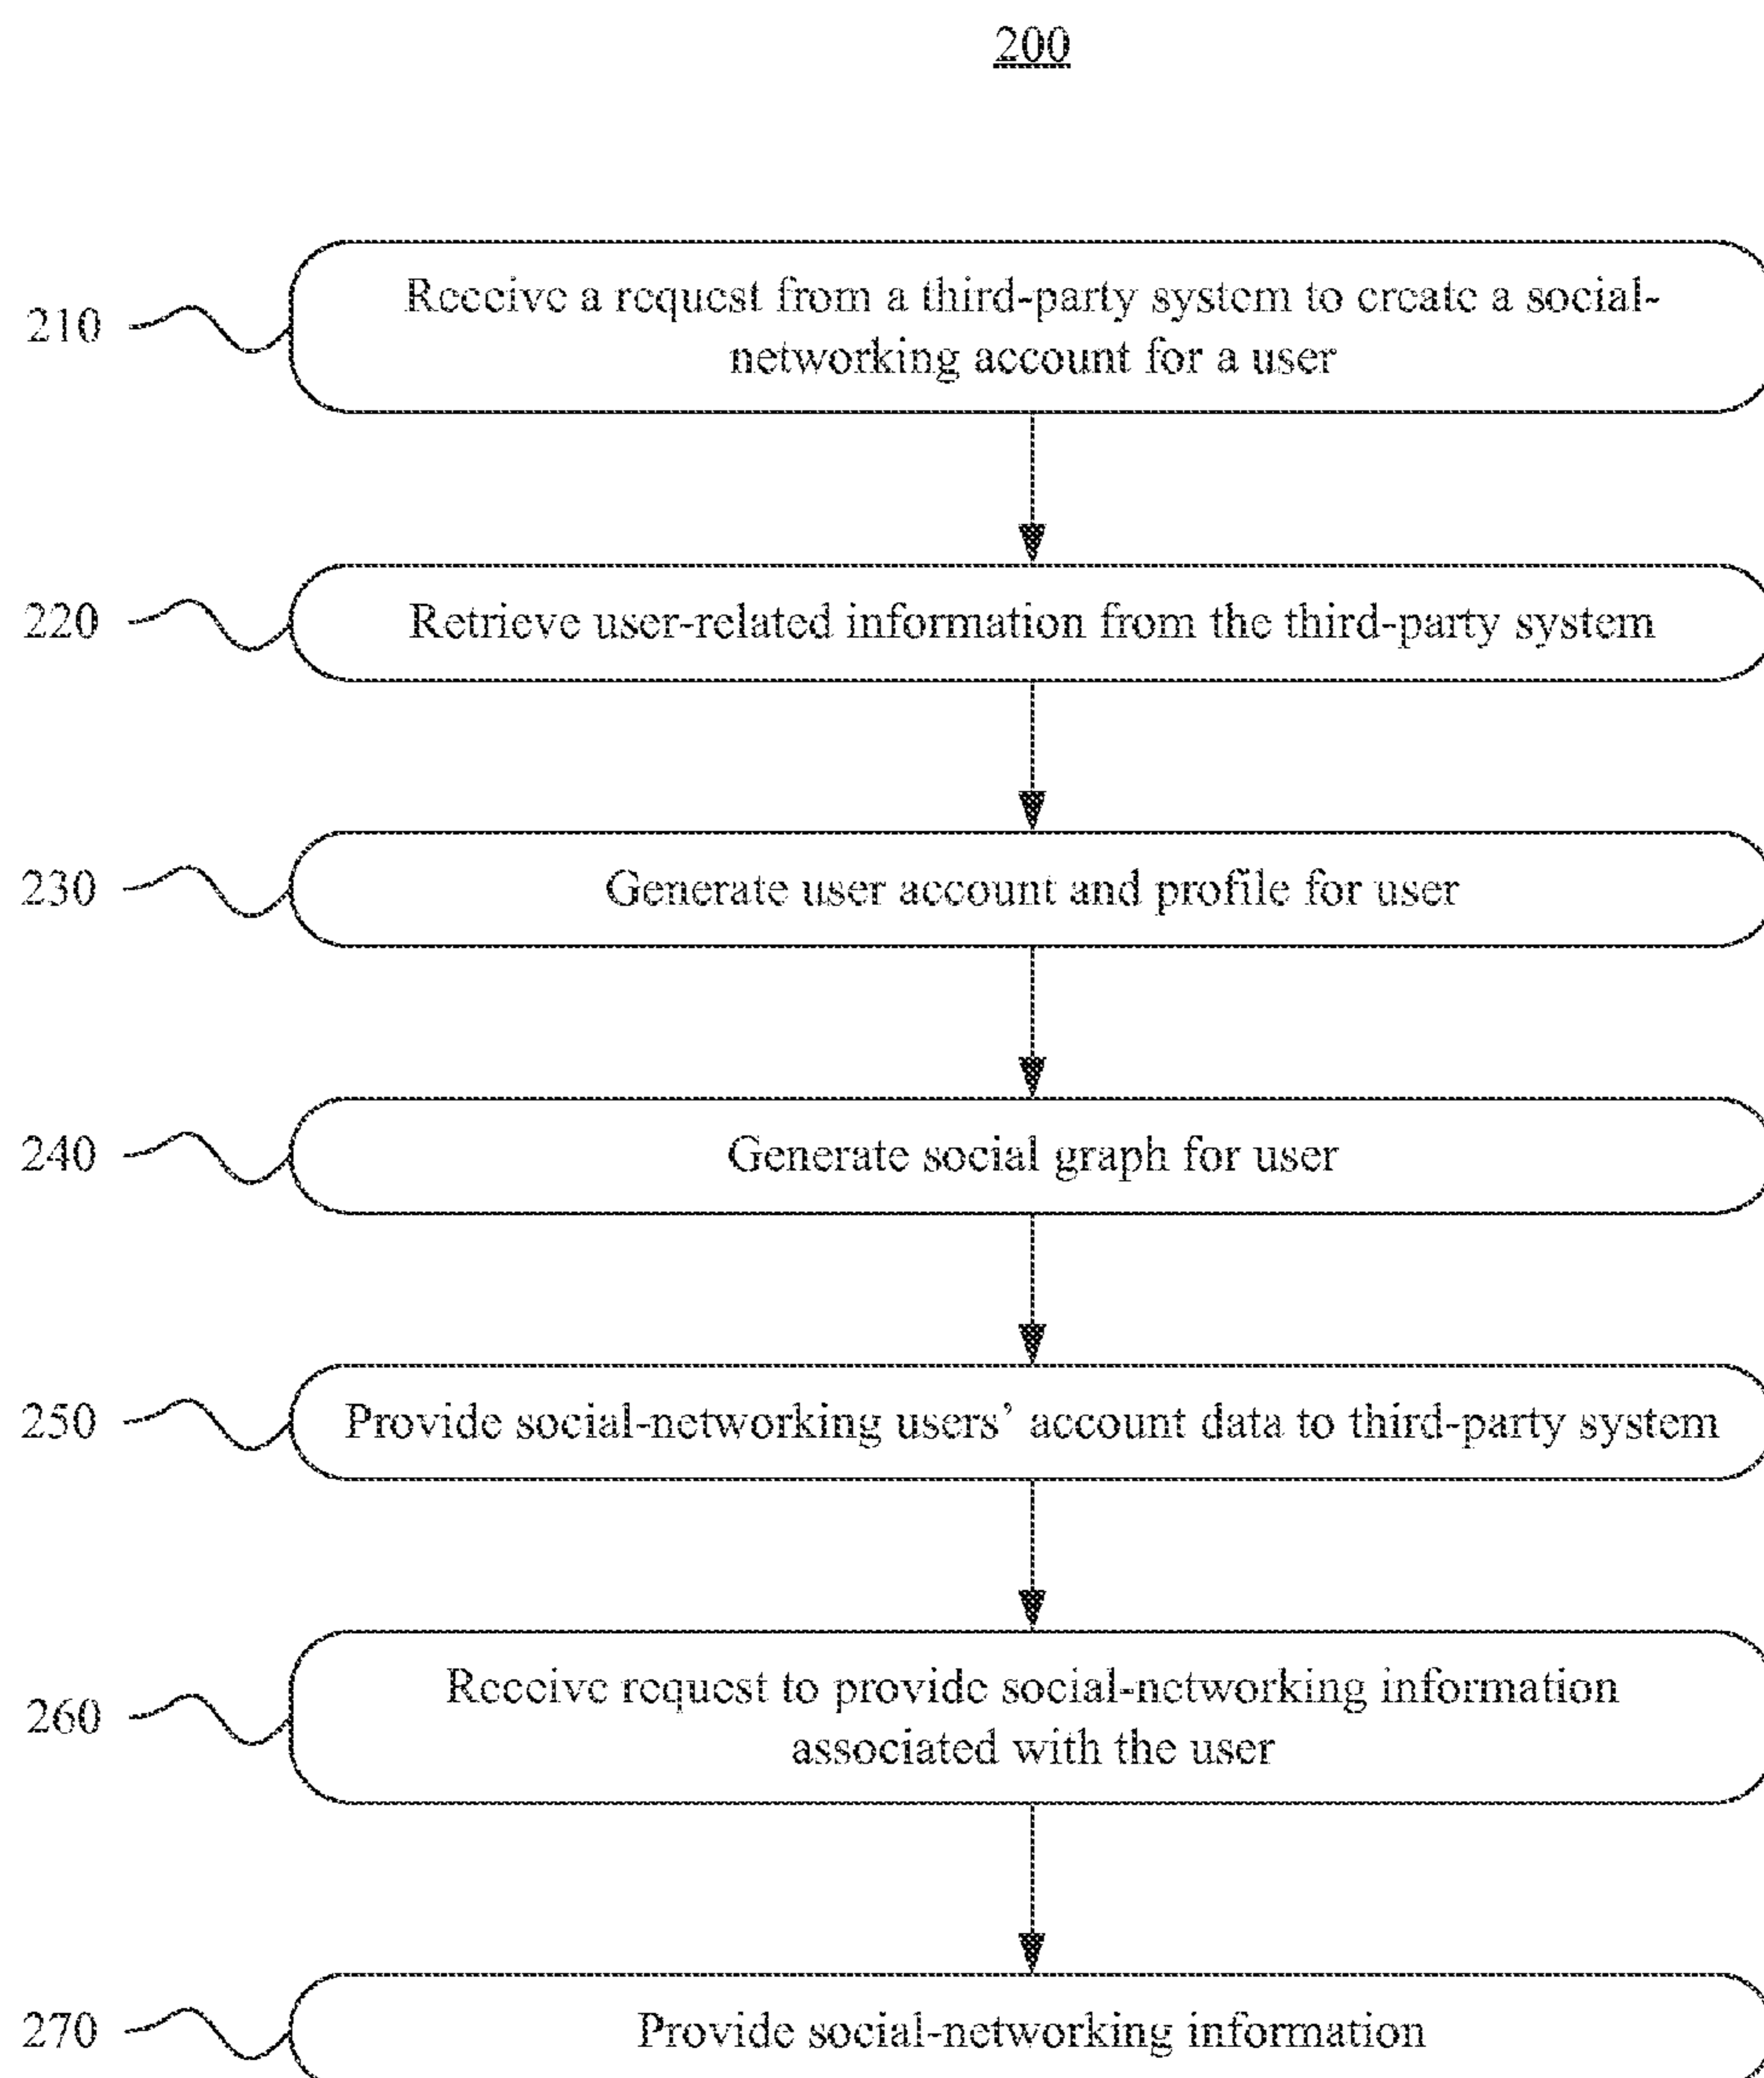 200
210
Receive a request from a third-party system to create a social-
networking account for a user
220
Retrieve user-related information from the third-party system
230
Generate user account and profile for user
240
Generate social graph for user
250
Provide social-networking users’ account data to third-party system
260
Receive request to provide social-networking information
associated with the user
270
Provide social-networking information